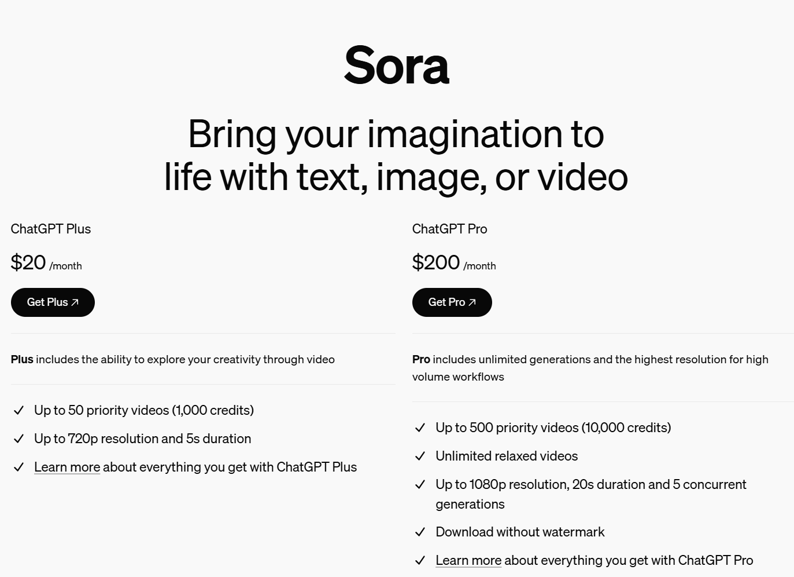 Sora
Bring your imagination to
life with text, image, or video
ChatGPT Plus
$20 /month
Get Plus ↗
Plus includes the ability to explore your creativity through video
Up to 50 priority videos (1,000 credits)
Up to 720p resolution and 5s duration
Learn more about everything you get with ChatGPT Plus
ChatGPT Pro
$200 /month
Get Pro ↗
Pro includes unlimited generations and the highest resolution for high
volume workflows
Up to 500 priority videos (10,000 credits)
Unlimited relaxed videos
Up to 1080p resolution, 20s duration and 5 concurrent
generations
Download without watermark
Learn more about everything you get with ChatGPT Pro